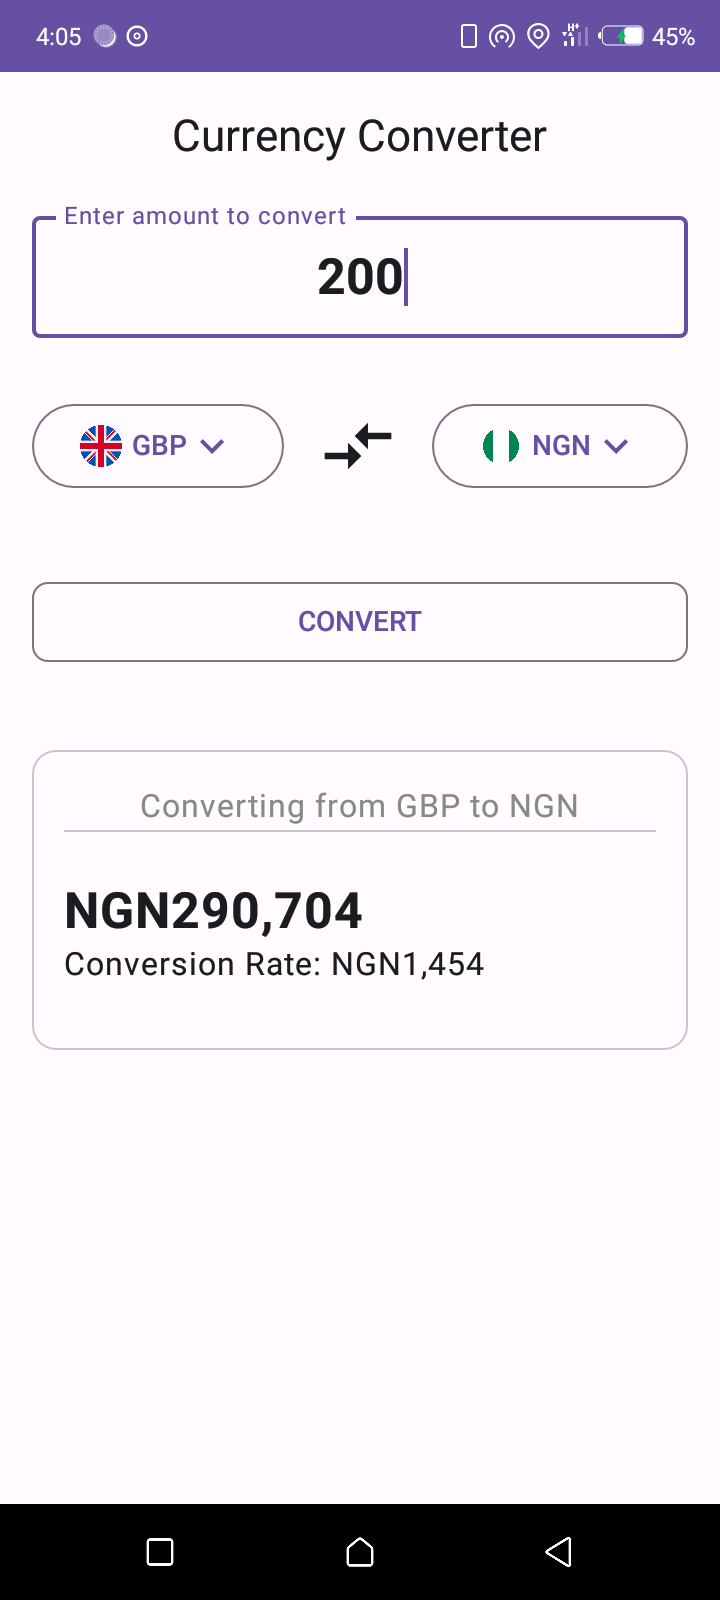 4:05 45%
Currency Converter
Enter amount to convert
200
GBP NGN
CONVERT
Converting from GBP to NGN
NGN290,704
Conversion Rate: NGN1,454